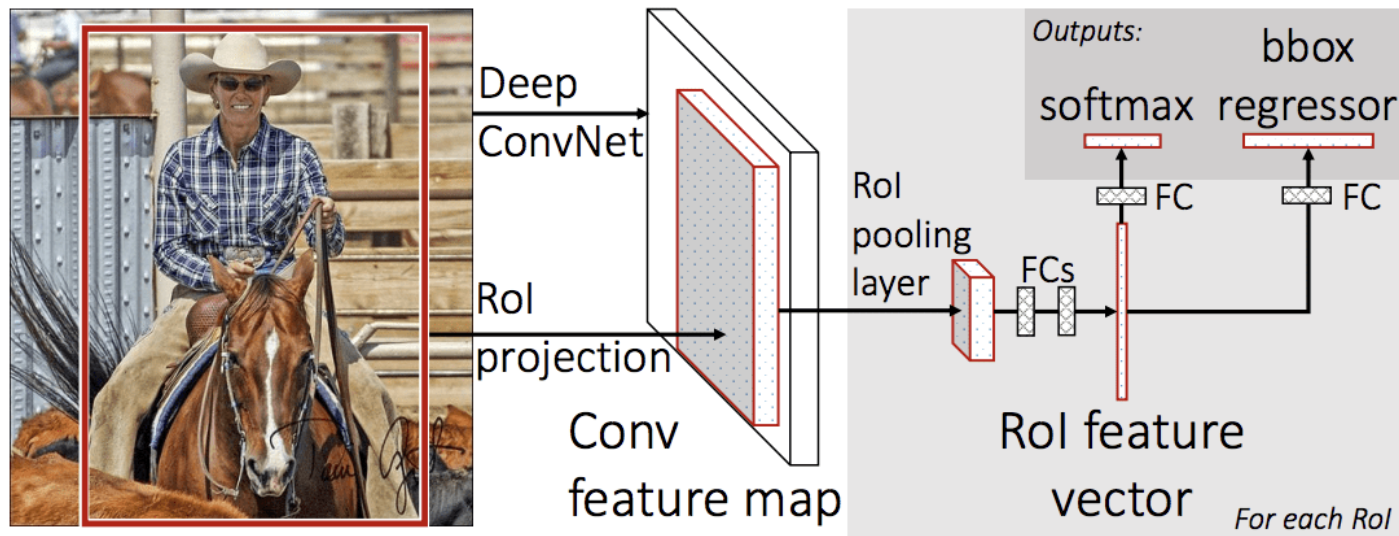 Deep
ConvNet
RoI
projection
Conv
feature map
RoI
pooling
layer
FCs
RoI feature
vector
For each RoI
Outputs:
softmax
bbox
regressor
FC
FC